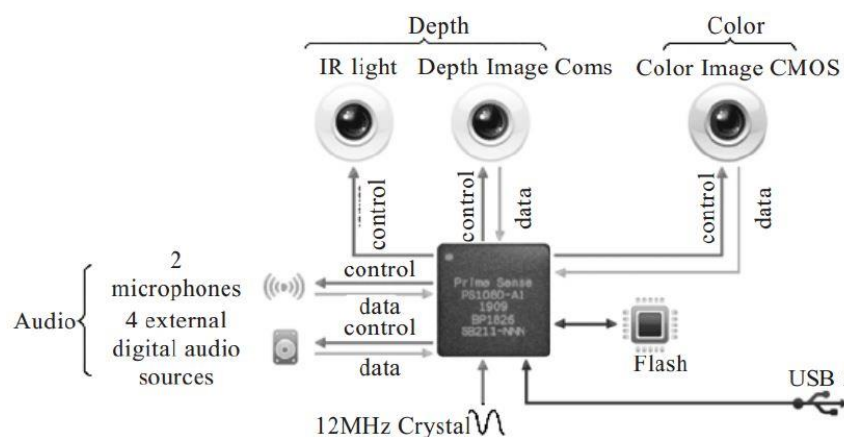 Depth
Color
IR light
Depth Image Coms
Color Image CMOS
control
control
data
control
data
2
microphones
4 external
digital audio
sources
Audio
control
data
control
data
Prime Sense
PS1080-A1
1909
BP1826
SB211-NNN
Flash
USB
12MHz Crystal